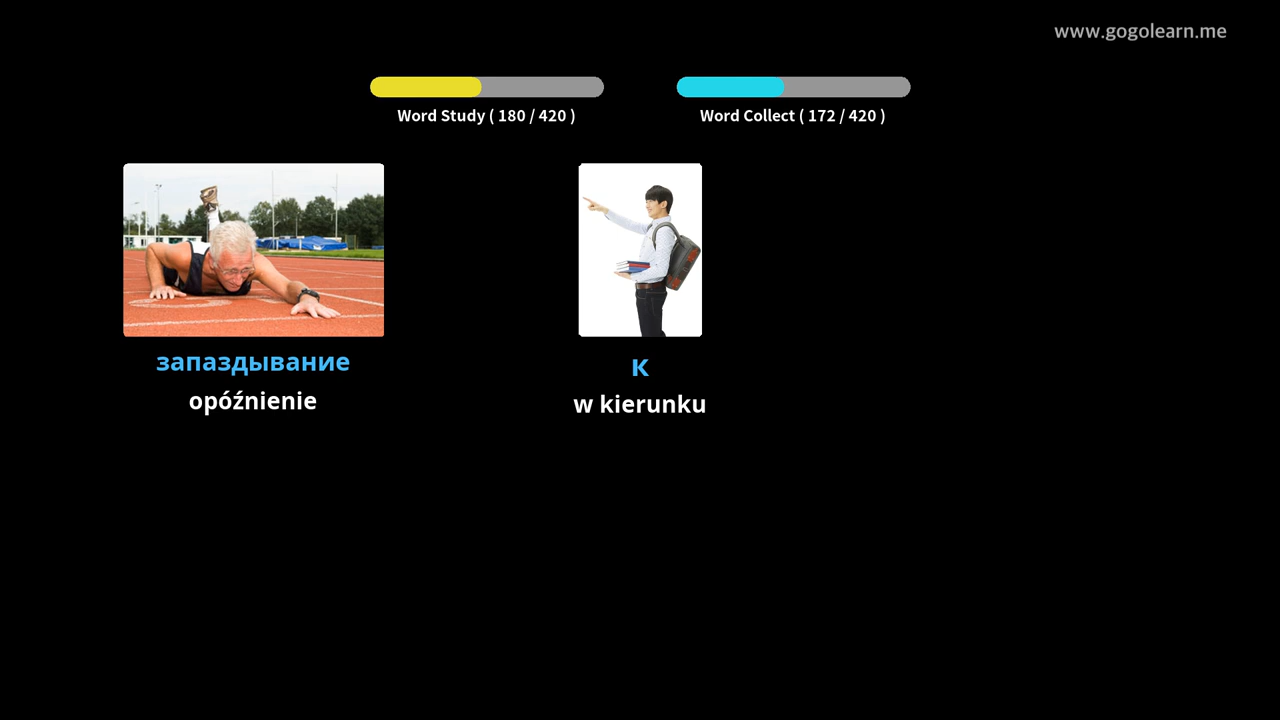 www.gogolearn.me
Word Study ( 180 / 420 )
Word Collect ( 172 / 420 )
запаздывание
opóźnienie
к
w kierunku